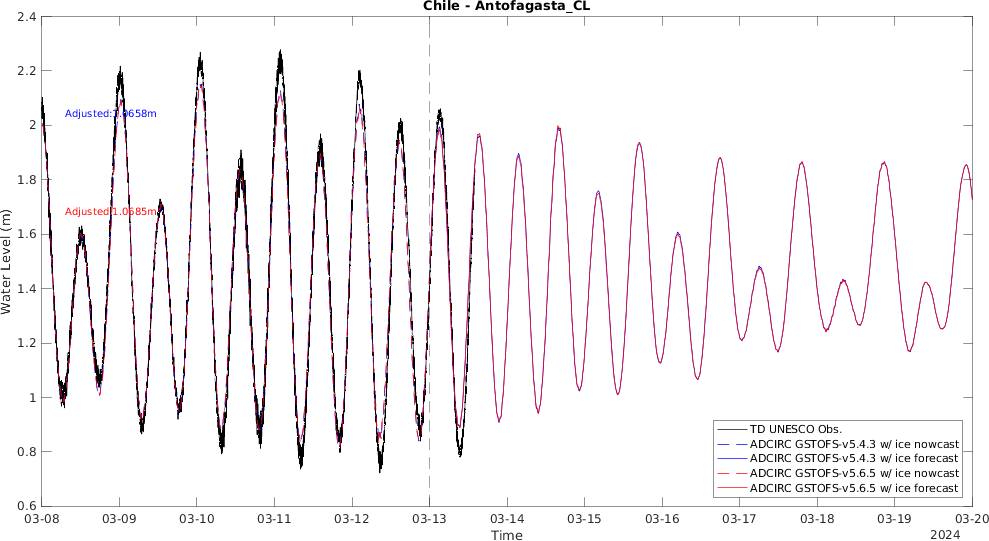 Chile - Antofagasta_CL
2.4
2.2
2
1.8
1.6
1.4
1.2
1
0.8
0.6
Water Level (m)
Adjusted:1.0658m
Adjusted:1.0685m
TD UNESCO Obs.
ADCIRC GSTOFS-v5.4.3 w/ ice nowcast
ADCIRC GSTOFS-v5.4.3 w/ ice forecast
ADCIRC GSTOFS-v5.6.5 w/ ice nowcast
ADCIRC GSTOFS-v5.6.5 w/ ice forecast
03-08 03-09 03-10 03-11 03-12 03-13 03-14 03-15 03-16 03-17 03-18 03-19 03-20
Time
2024